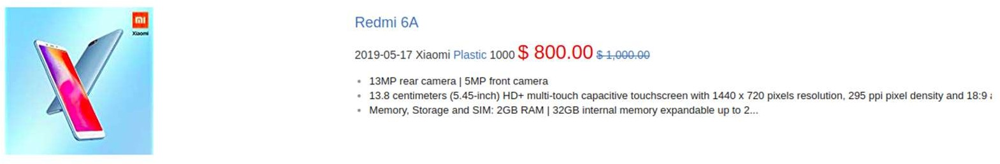 mi
Xiaomi
Redmi 6A
2019-05-17 Xiaomi Plastic 1000 $ 800.00 $ 1,000.00
13MP rear camera | 5MP front camera
13.8 centimeters (5.45-inch) HD+ multi-touch capacitive touchscreen with 1440 x 720 pixels resolution, 295 ppi pixel density and 18:9
Memory, Storage and SIM: 2GB RAM | 32GB internal memory expandable up to 2...